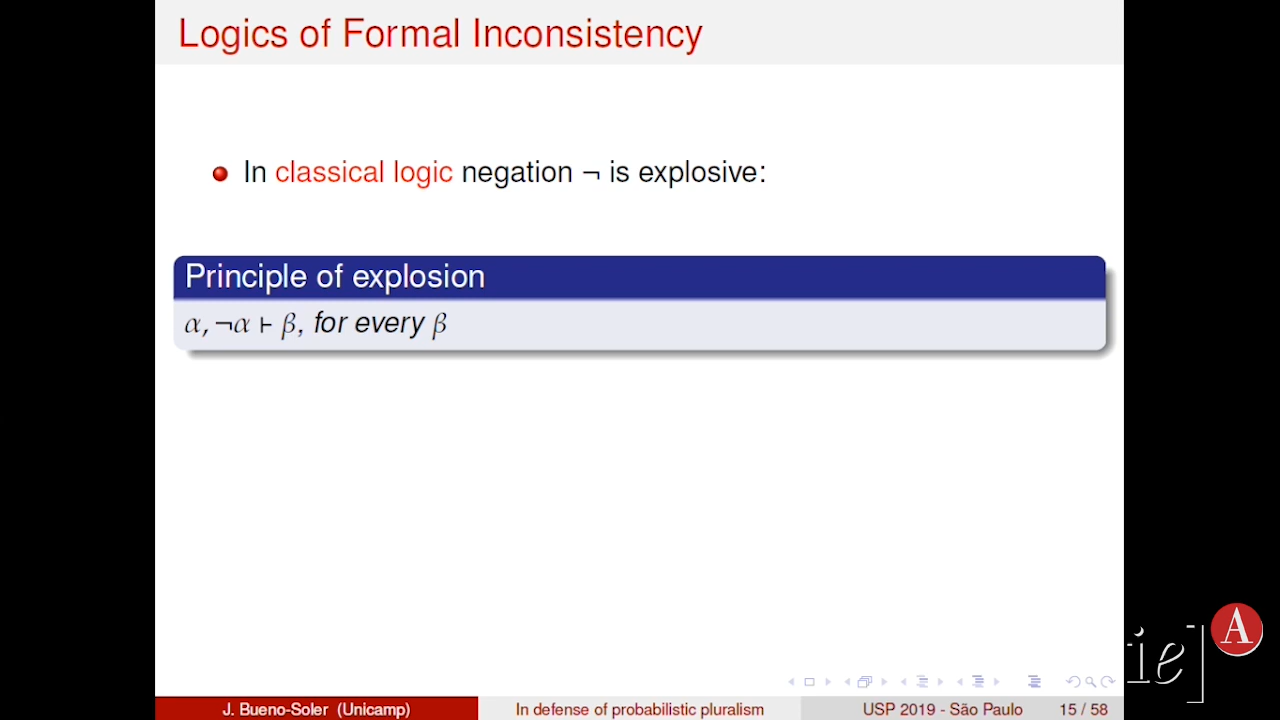 Logics of Formal Inconsistency
In classical logic negation ¬ is explosive:
Principle of explosion
α, ¬α ⊢ β, for every β
J. Bueno-Soler (Unicamp) In defense of probabilistic pluralism USP 2019 - São Paulo 15 / 58
ie]
A